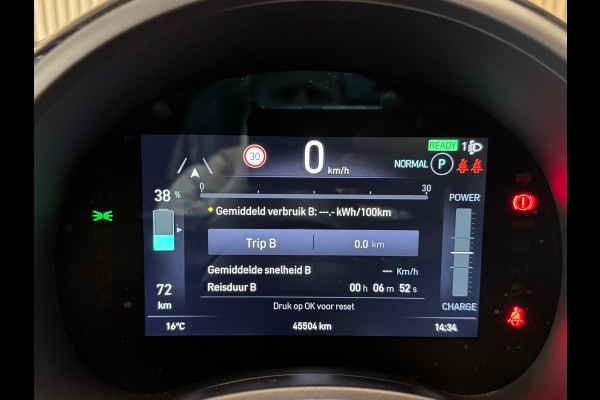 READY 1
30 0 km/h NORMAL P
38 % 0 30 POWER
Gemiddeld verbruik B: ---.- kWh/100km
Trip B 0.0 km
Gemiddelde snelheid B --- Km/h
72 Reisduur B 00 h 06 m 52 s
km Druk op OK voor reset CHARGE
16°C 45504 km 14:34